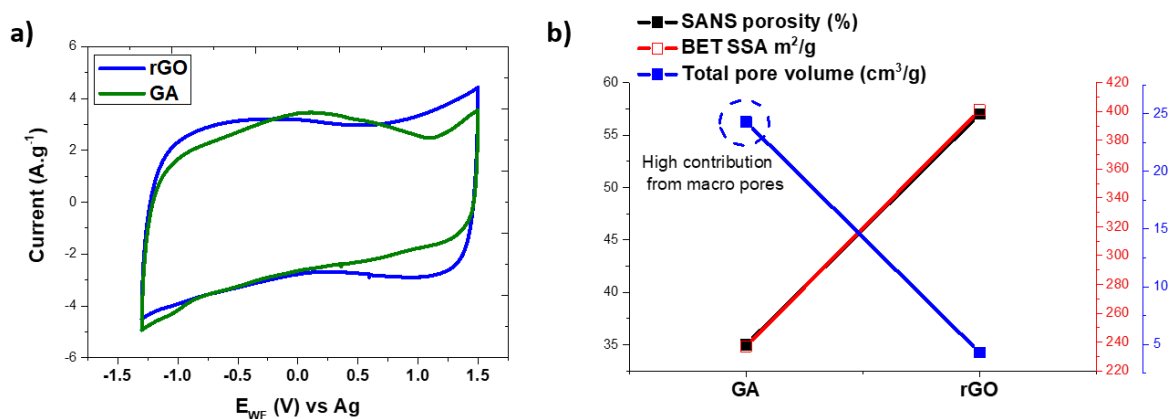 a)
rGO
GA
6
4
2
0
-2
-4
-6
Current (A.g-1)
-1.5 -1.0 -0.5 0.0 0.5 1.0 1.5
EWE (V) vs Ag
b)
SANS porosity (%)
BET SSA m2/g
Total pore volume (cm3/g)
60
55
50
45
40
35
High contribution
from macro pores
GA rGO
420
400
380
360
340
320
300
280
260
240
220
25
20
15
10
5